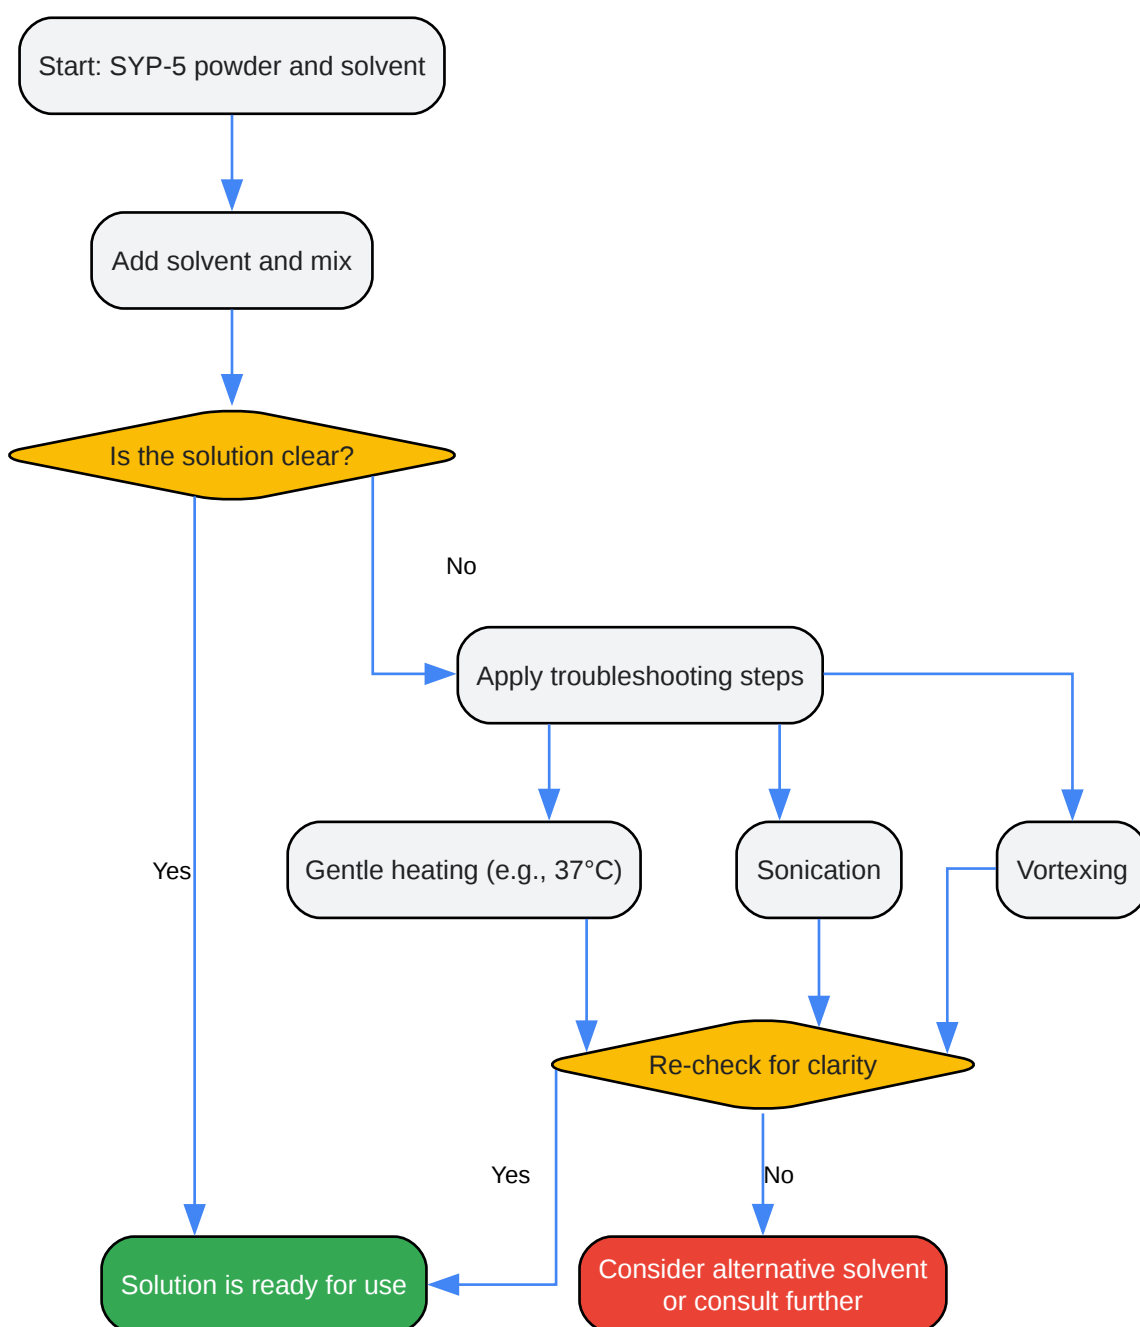 Start: SYP-5 powder and solvent
Add solvent and mix
Is the solution clear?
No
Apply troubleshooting steps
Gentle heating (e.g., 37°C)
Sonication
Vortexing
Yes
Re-check for clarity
Yes
No
Solution is ready for use
Consider alternative solvent
or consult further